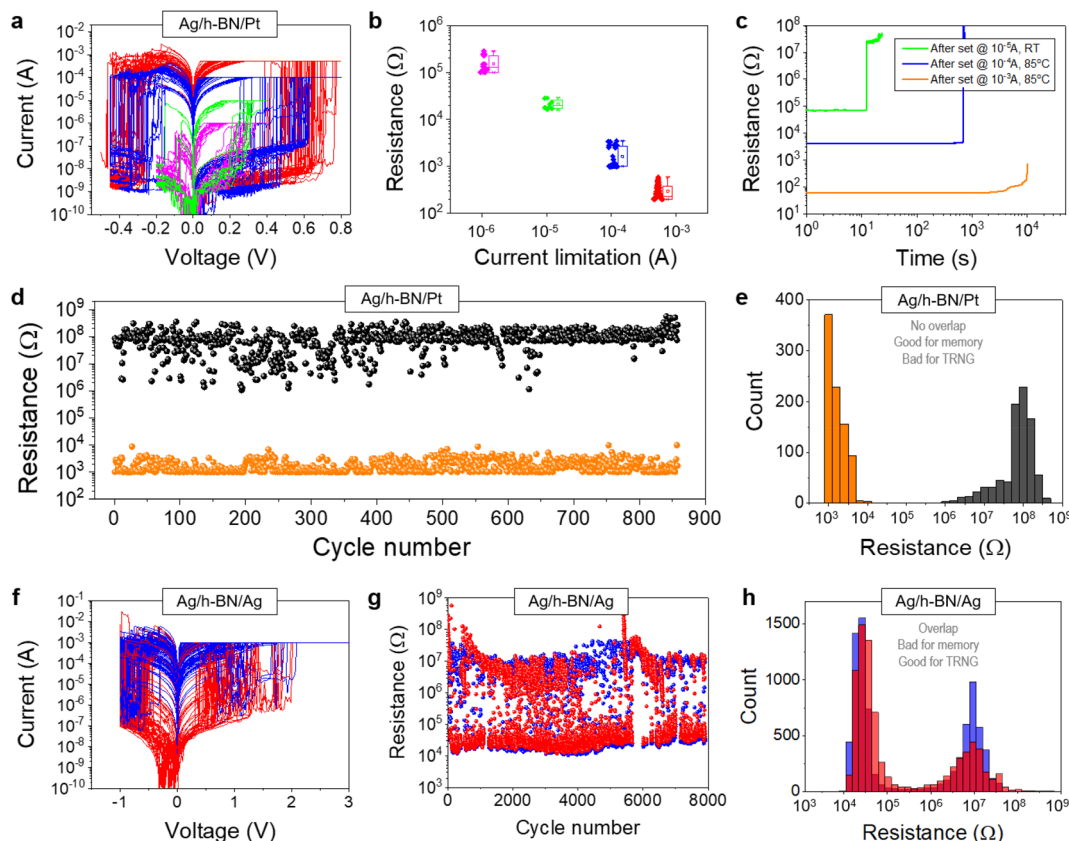 a
Ag/h-BN/Pt
10⁻²
10⁻³
10⁻⁴
10⁻⁵
10⁻⁶
10⁻⁷
10⁻⁸
10⁻⁹
10⁻¹⁰
Current (A)
-0.4 -0.2 0.0 0.2 0.4 0.6 0.8
Voltage (V)
b
10⁶
10⁵
10⁴
10³
10²
Resistance (Ω)
10⁻⁶ 10⁻⁵ 10⁻⁴ 10⁻³
Current limitation (A)
c
10⁸
10⁷
10⁶
10⁵
10⁴
10³
10²
10¹
Resistance (Ω)
After set @ 10⁻⁵A, RT
After set @ 10⁻⁴A, 85°C
After set @ 10⁻³A, 85°C
10⁰ 10¹ 10² 10³ 10⁴
Time (s)
d
Ag/h-BN/Pt
10⁹
10⁸
10⁷
10⁶
10⁵
10⁴
10³
10²
Resistance (Ω)
0 100 200 300 400 500 600 700 800 900
Cycle number
e
Ag/h-BN/Pt
No overlap
Good for memory
Bad for TRNG
400
300
200
100
0
Count
10³ 10⁴ 10⁵ 10⁶ 10⁷ 10⁸ 10⁹
Resistance (Ω)
f
Ag/h-BN/Ag
10⁻¹
10⁻²
10⁻³
10⁻⁴
10⁻⁵
10⁻⁶
10⁻⁷
10⁻⁸
10⁻⁹
10⁻¹⁰
Current (A)
-1 0 1 2 3
Voltage (V)
g
Ag/h-BN/Ag
10⁹
10⁸
10⁷
10⁶
10⁵
10⁴
10³
Resistance (Ω)
0 2000 4000 6000 8000
Cycle number
h
Ag/h-BN/Ag
Overlap
Bad for memory
Good for TRNG
1500
1000
500
0
Count
10³ 10⁴ 10⁵ 10⁶ 10⁷ 10⁸ 10⁹
Resistance (Ω)